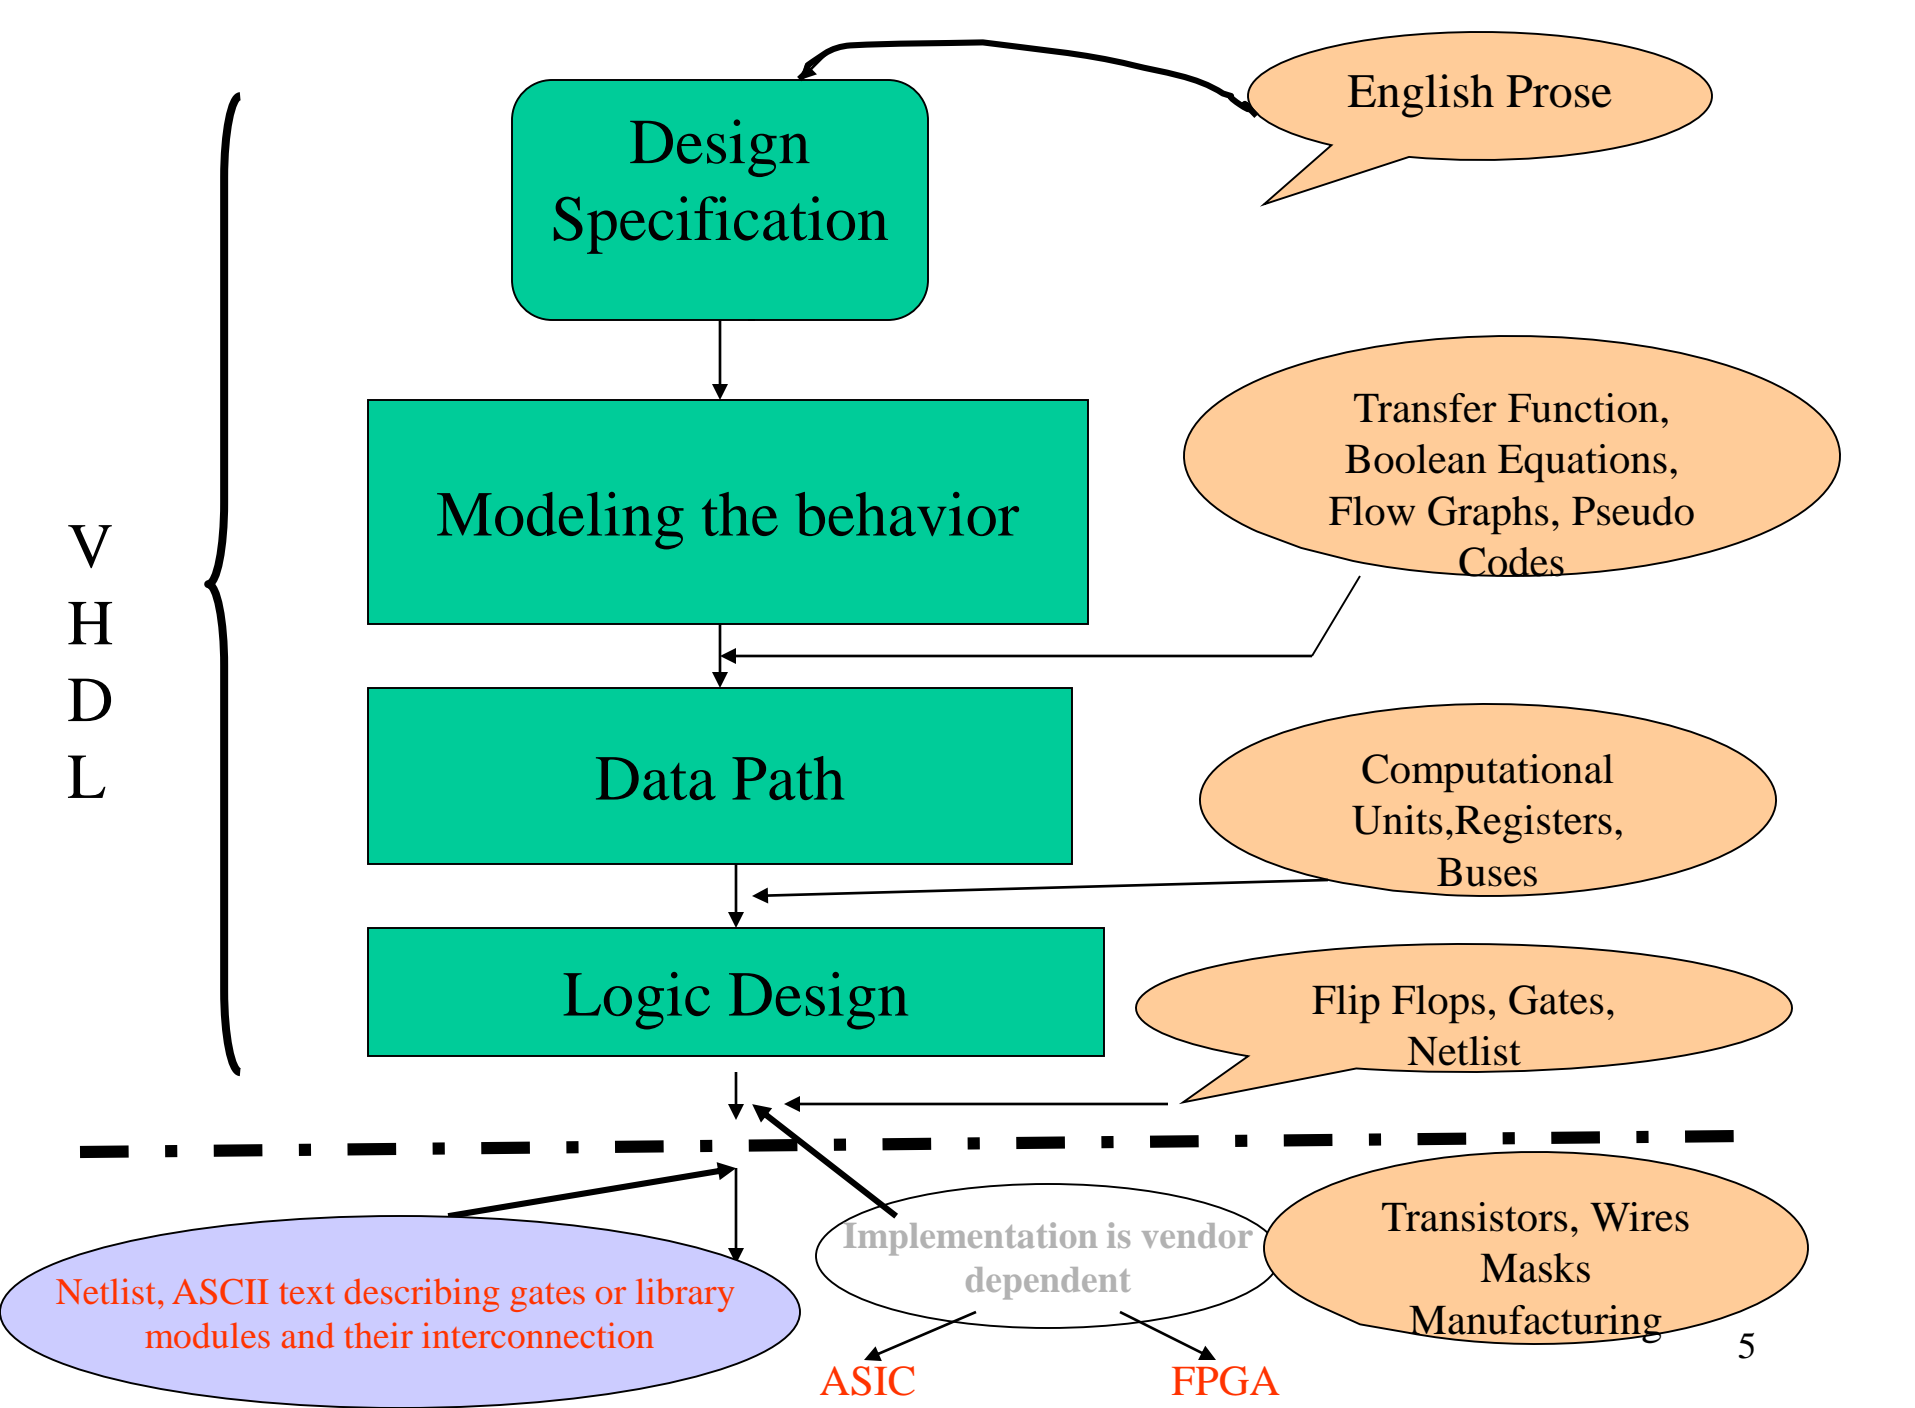 English Prose
Design
Specification
Transfer Function,
Boolean Equations,
Flow Graphs, Pseudo
Codes
Modeling the behavior
V
H
D
L
Data Path
Computational
Units,Registers,
Buses
Logic Design
Flip Flops, Gates,
Netlist
Implementation is vendor
dependent
Transistors, Wires
Masks
Manufacturing
Netlist, ASCII text describing gates or library
modules and their interconnection
ASIC
FPGA
5